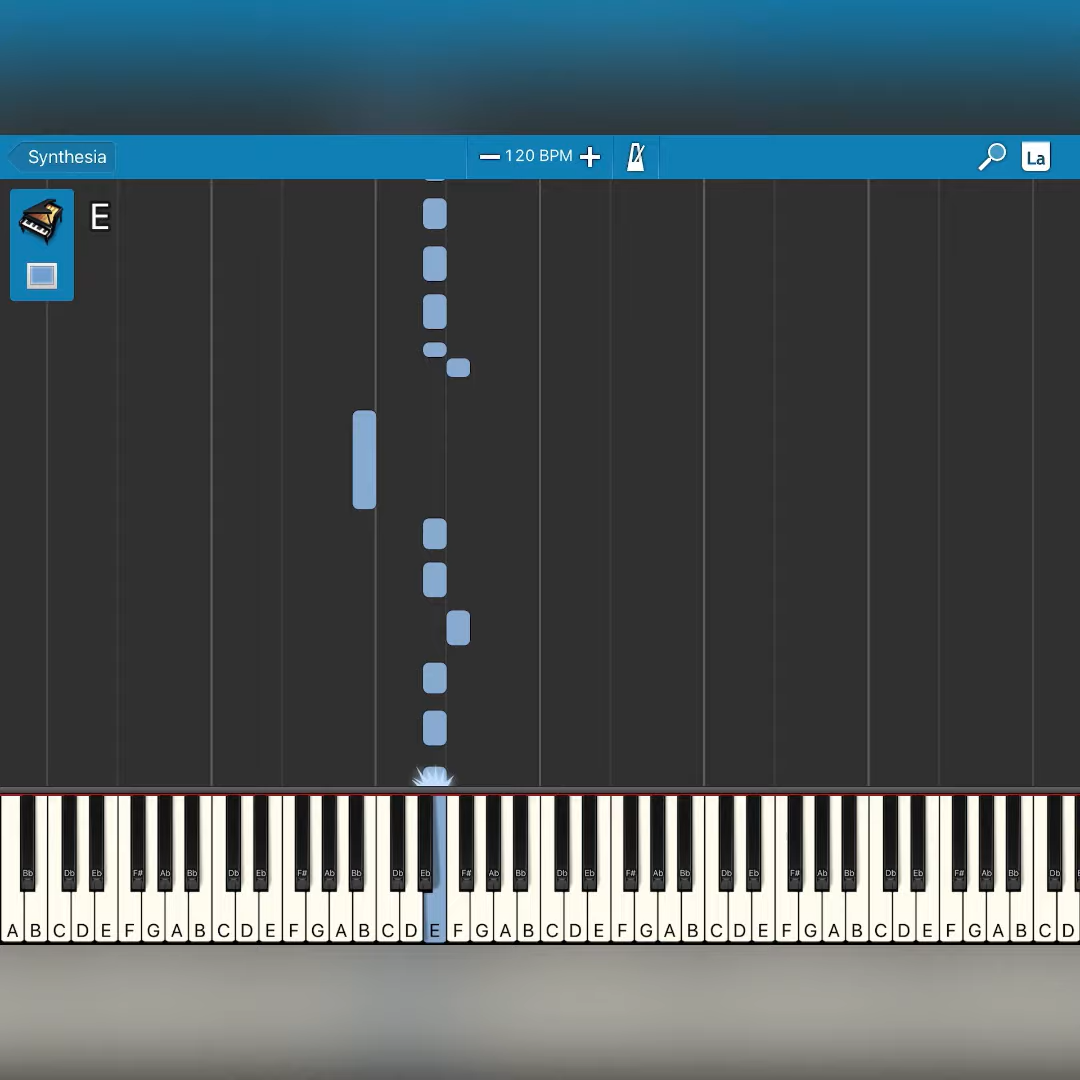 Synthesia
120 BPM
La
E
Bb Db Eb F# Ab Bb Db Eb F# Ab Bb Db Eb F# Ab Bb Db Eb F# Ab Bb Db Eb F# Ab Bb Db Eb F# Ab Bb Db
A B C D E F G A B C D E F G A B C D E F G A B C D E F G A B C D E F G A B C D E F G A B C D